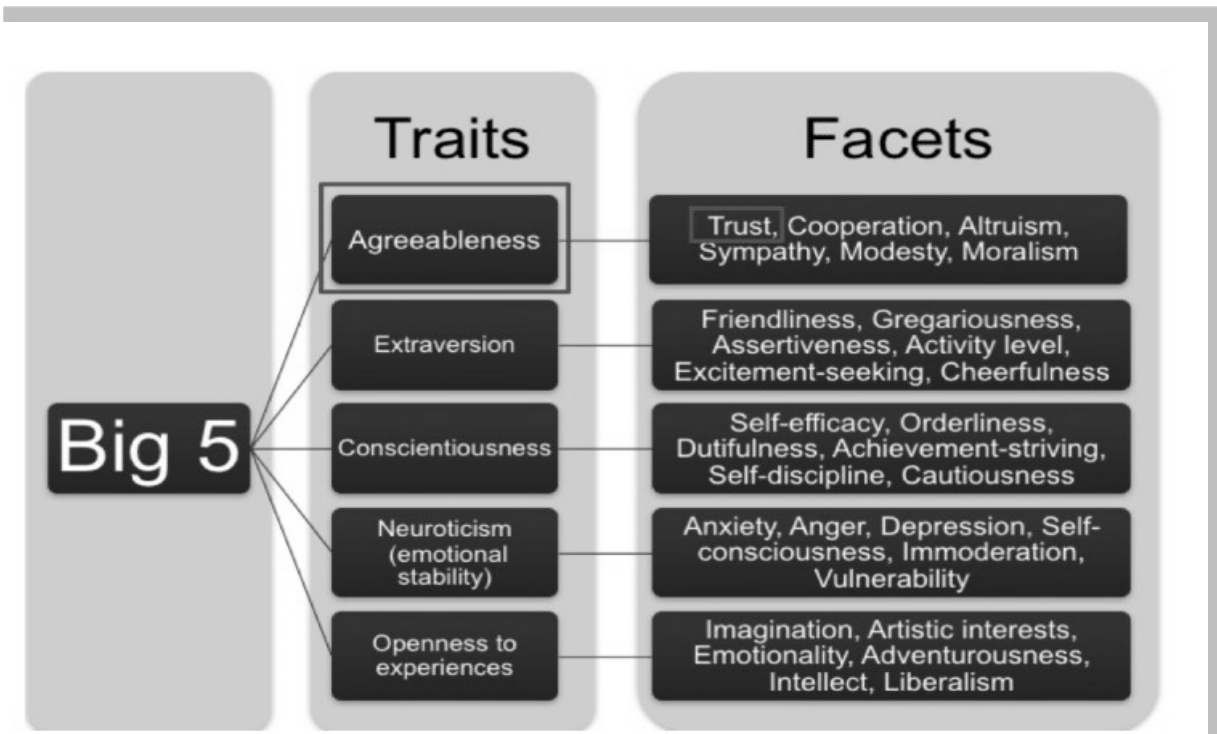 Traits
Facets
Big 5
Agreeableness
Trust, Cooperation, Altruism,
Sympathy, Modesty, Moralism
Extraversion
Friendliness, Gregariousness,
Assertiveness, Activity level,
Excitement-seeking, Cheerfulness
Conscientiousness
Self-efficacy, Orderliness,
Dutifulness, Achievement-striving,
Self-discipline, Cautiousness
Neuroticism
(emotional
stability)
Anxiety, Anger, Depression, Self-
consciousness, Immoderation,
Vulnerability
Openness to
experiences
Imagination, Artistic interests,
Emotionality, Adventurousness,
Intellect, Liberalism